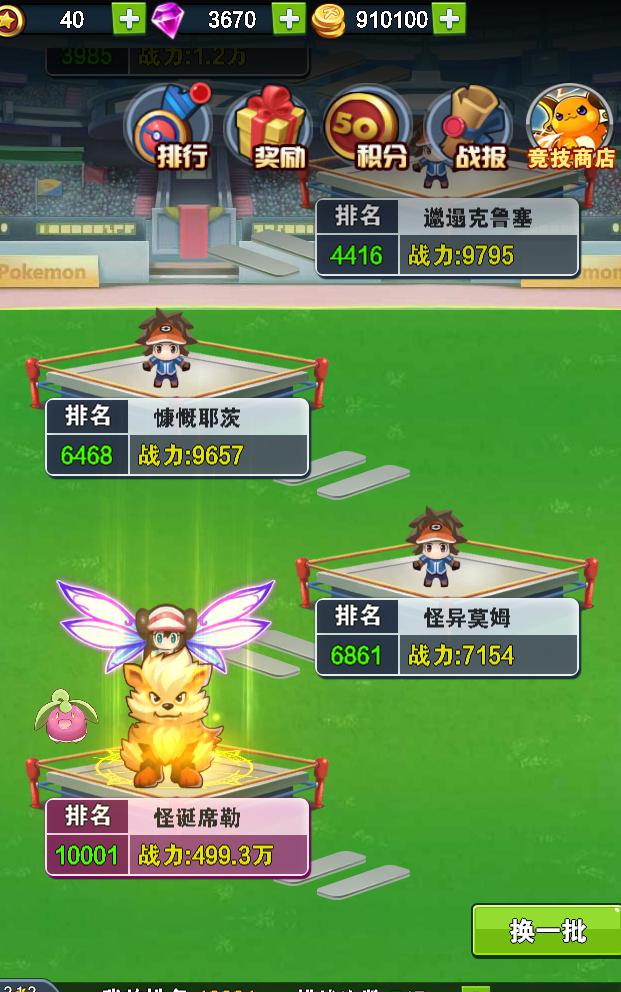 40
3670
910100
3985 战力:1.2万
排行
奖励
50
积分
战报
竞技商店
排名 邋遢克鲁塞
4416 战力:9795
Pokemon
排名 慷慨耶茨
6468 战力:9657
排名 怪异莫姆
6861 战力:7154
排名 怪诞席勒
10001 战力:499.3万
换一批